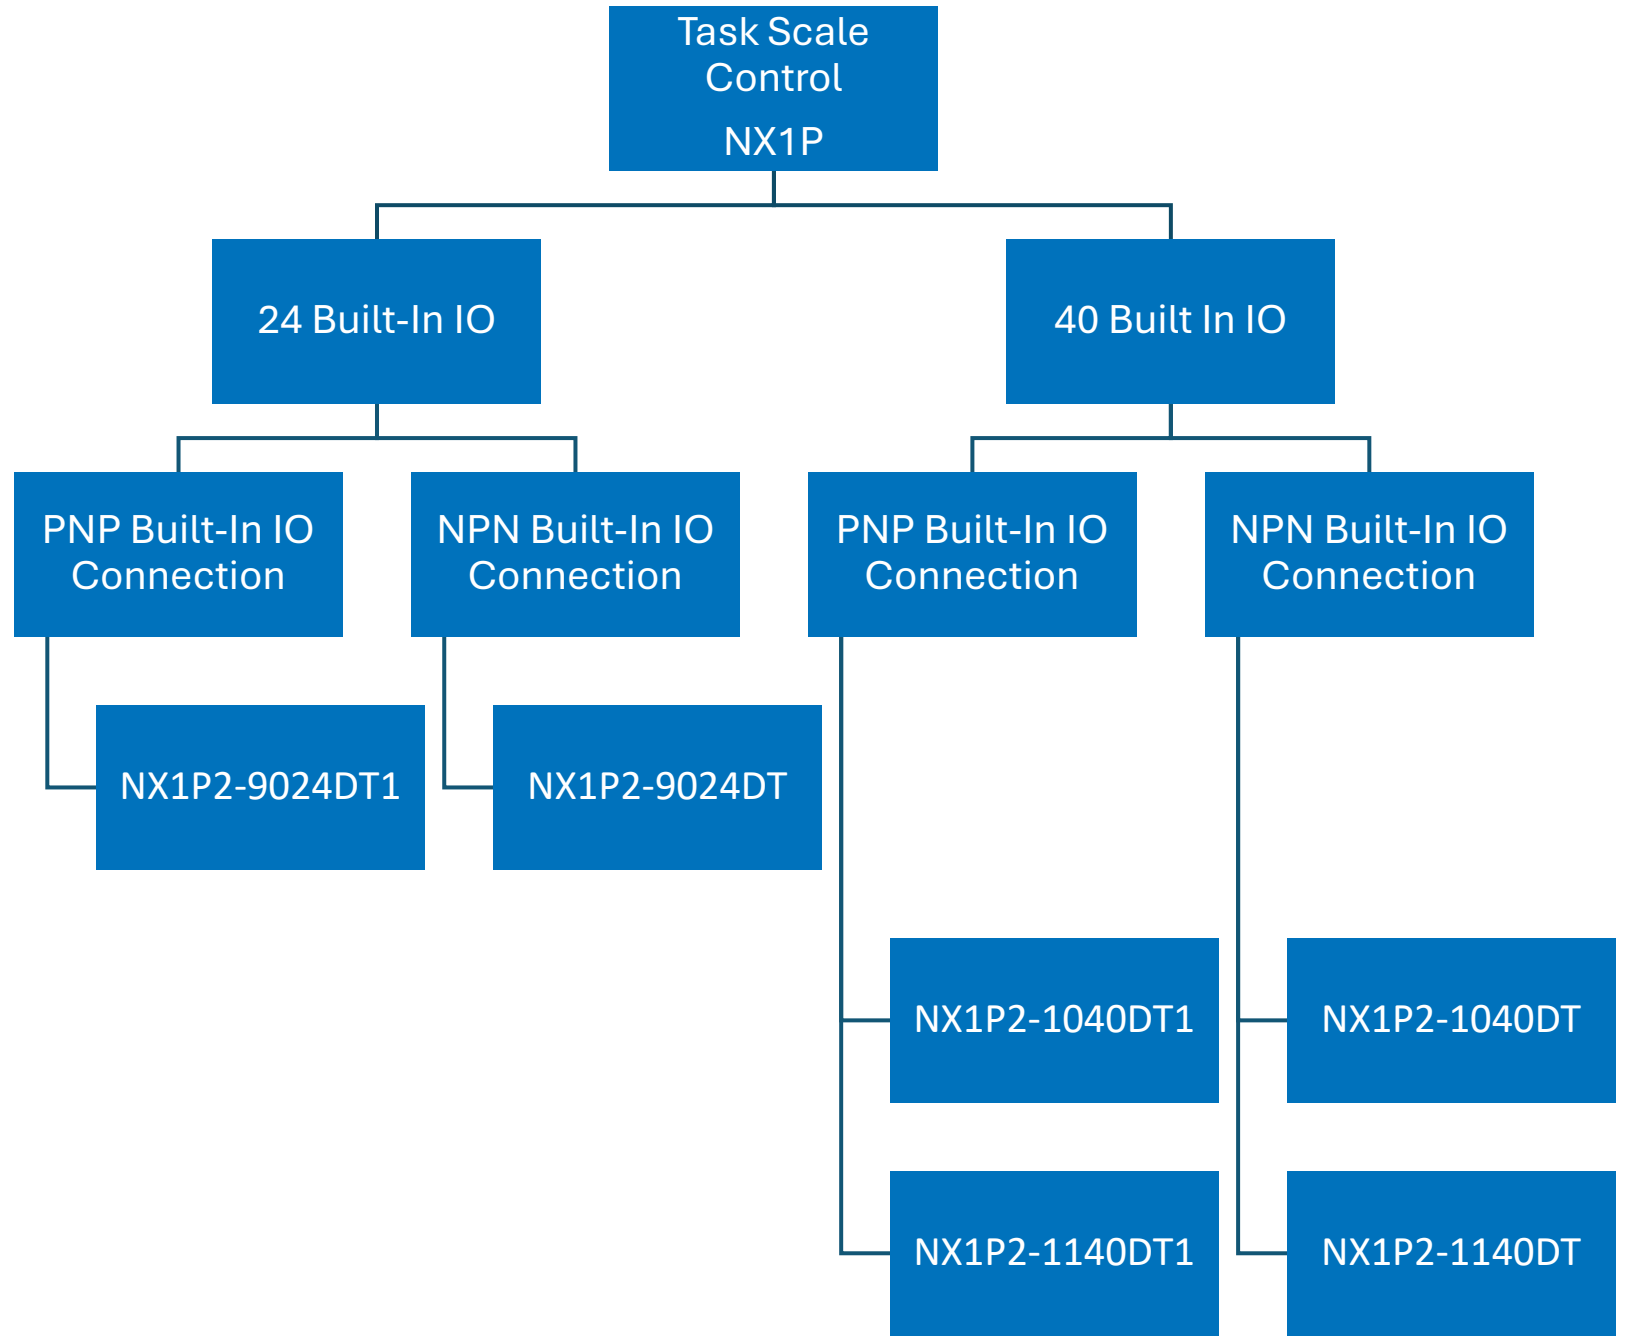 Task Scale
Control
NX1P
24 Built-In IO
40 Built In IO
PNP Built-In IO
Connection
NPN Built-In IO
Connection
PNP Built-In IO
Connection
NPN Built-In IO
Connection
NX1P2-9024DT1
NX1P2-9024DT
NX1P2-1040DT1
NX1P2-1040DT
NX1P2-1140DT1
NX1P2-1140DT